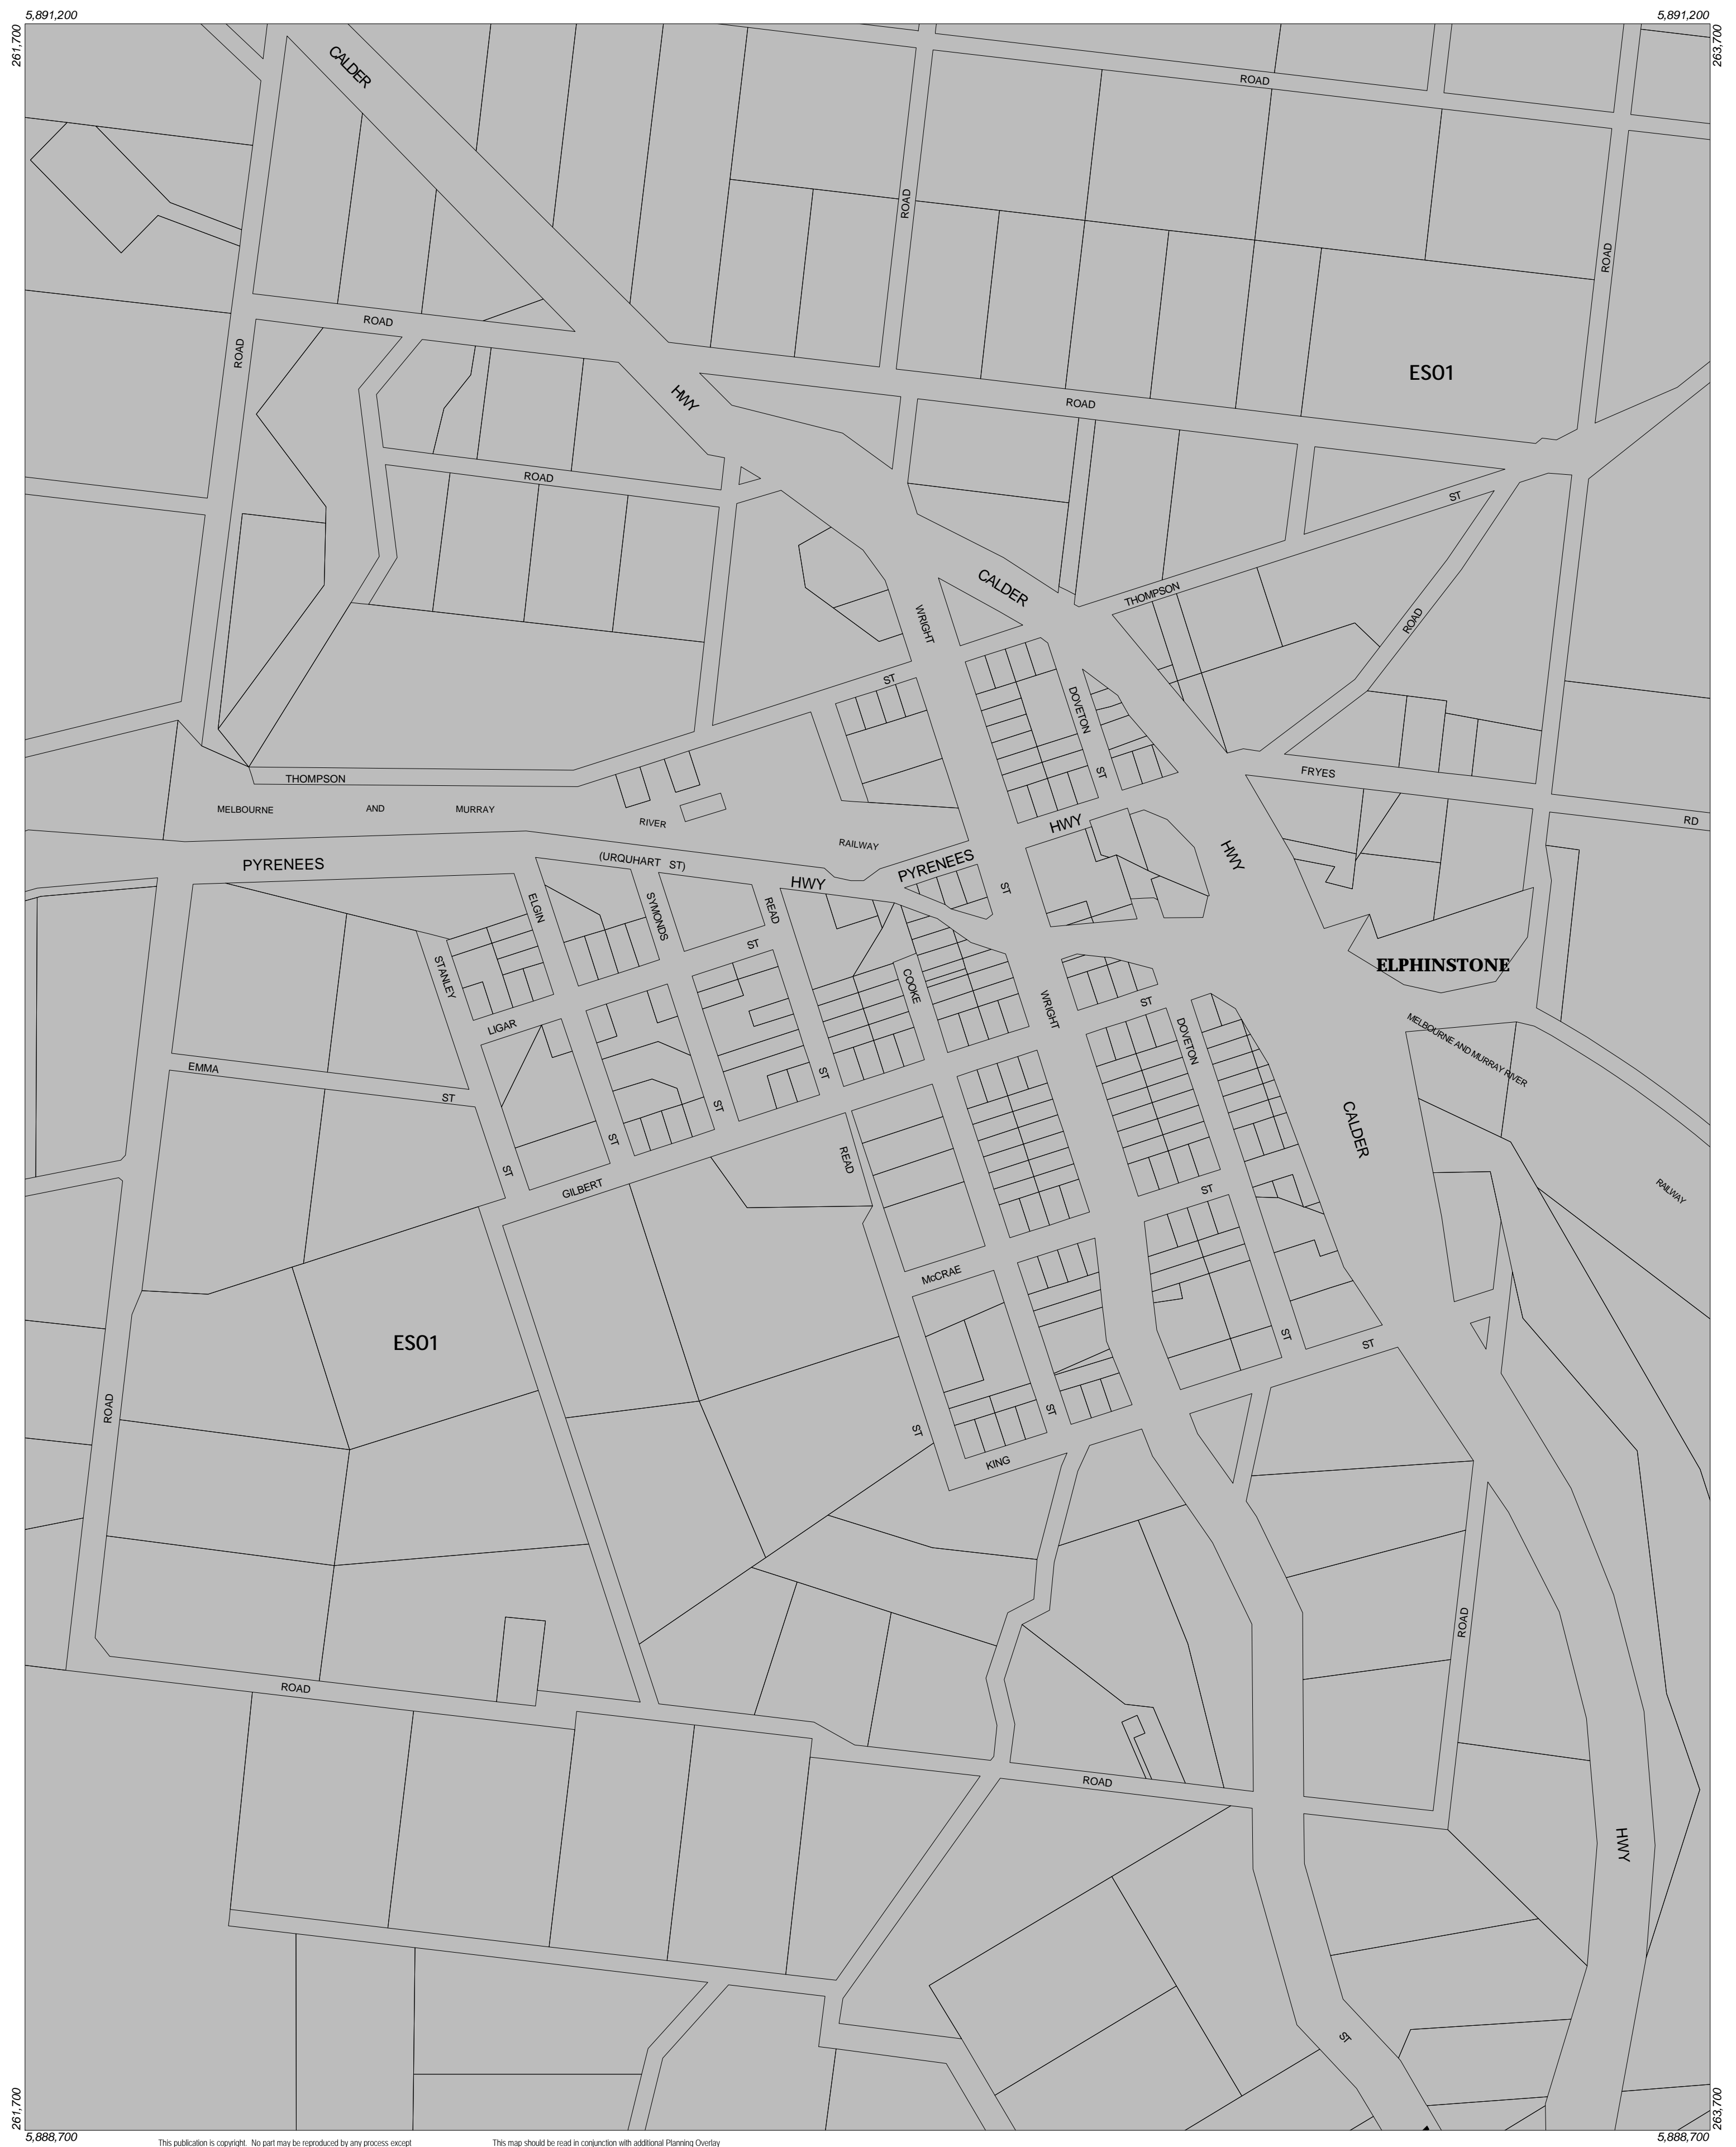 5,891,200
5,891,200
261,700
263,700
CALDER
ROAD
ROAD
ROAD
ROAD
ROAD
ESO1
HWY
ROAD
ROAD
ST
CALDER
THOMPSON
WRIGHT
ROAD
ST
DOVETON
ST
FRYES
THOMPSON
MELBOURNE
AND
MURRAY
RIVER
RAILWAY
HWY
RD
PYRENEES
(URQUHART ST)
HWY
PYRENEES
HWY
ST
ELGIN
SYMONDS
READ
ST
STANLEY
COOKE
ELPHINSTONE
LIGAR
WRIGHT
ST
DOVETON
MELBOURNE AND MURRAY RIVER
EMMA
ST
ST
ST
ST
CALDER
ST
READ
GILBERT
ST
RAILWAY
McCRAE
ESO1
ST
ST
ROAD
ST
ST
KING
ROAD
ROAD
ROAD
HWY
ST
261,700
263,700
5,888,700
5,888,700
This publication is copyright. No part may be reproduced by any process except
This map should be read in conjunction with additional Planning Overlay